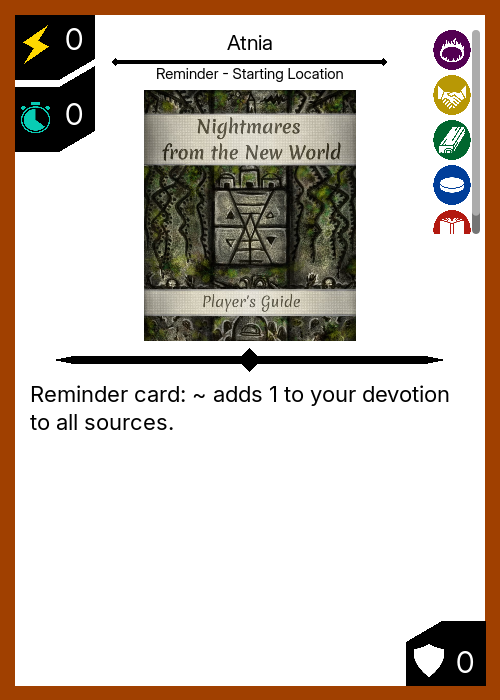 0
0
Atnia
Reminder - Starting Location
Nightmares
from the New World
Player's Guide
Reminder card: ~ adds 1 to your devotion
to all sources.
0